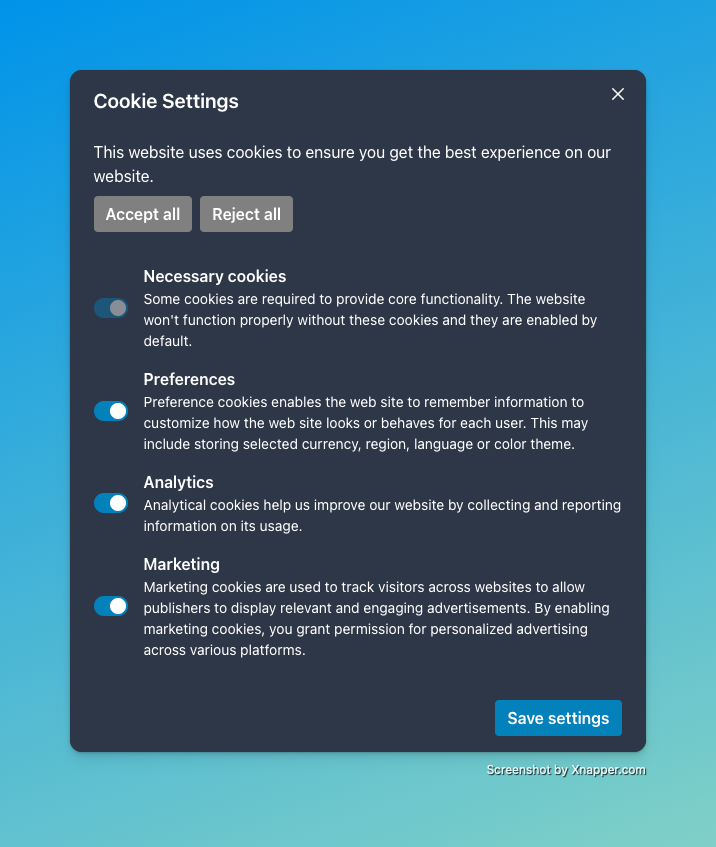 Cookie Settings
This website uses cookies to ensure you get the best experience on our
website.
Accept all
Reject all
Necessary cookies
Some cookies are required to provide core functionality. The website
won't function properly without these cookies and they are enabled by
default.
Preferences
Preference cookies enables the web site to remember information to
customize how the web site looks or behaves for each user. This may
include storing selected currency, region, language or color theme.
Analytics
Analytical cookies help us improve our website by collecting and reporting
information on its usage.
Marketing
Marketing cookies are used to track visitors across websites to allow
publishers to display relevant and engaging advertisements. By enabling
marketing cookies, you grant permission for personalized advertising
across various platforms.
Save settings
Screenshot by Xnapper.com